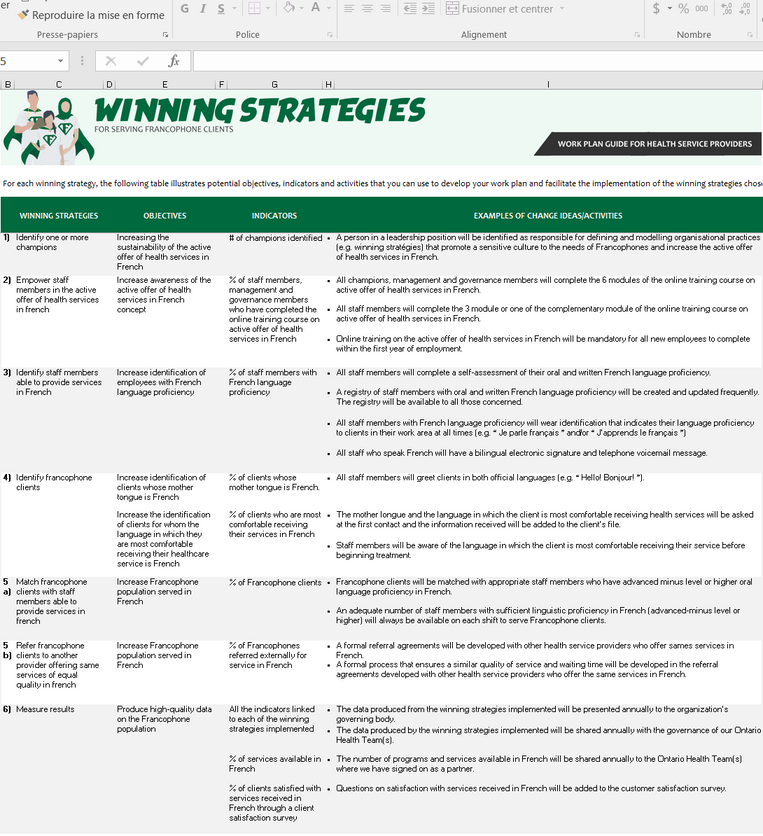 er
Reproduire la mise en forme
G I S A
Fusionner et centrer
$ % 000
Presse-papiers
Police
Alignement
Nombre
5
fx
B C D E F G H I
WINNING STRATEGIES
FOR SERVING FRANCOPHONE CLIENTS
WORK PLAN GUIDE FOR HEALTH SERVICE PROVIDERS
For each winning strategy, the following table illustrates potential objectives, indicators and activities that you can use to develop your work plan and facilitate the implementation of the winning strategies chose
WINNING STRATEGIES
OBJECTIVES
INDICATORS
EXAMPLES OF CHANGE IDEAS/ACTIVITIES
1) Identify one or more
champions
Increasing the
sustainability of the active
offer of health services in
French
# of champions identified
• A person in a leadership position will be identified as responsible for defining and modelling organisational practices
(e.g. winning stratégies) that promote a sensitive culture to the needs of Francophones and increase the active offer
of health services in French.
2) Empower staff
members in the active
offer of health services
in french
Increase awareness of the
active offer of health
services in French
concept
% of staff members,
management and
governance members
who have completed the
online training course on
active offer of health
services in French
• All champions, management and governance members will complete the 6 modules of the online training course on
active offer of health services in French.
• All staff members will complete the 3 module or one of the complementary module of the online training course on
active offer of health services in French.
• Online training on the active offer of health services in French will be mandatory for all new employees to complete
within the first year of employment.
3) Identify staff members
able to provide services
in French
Increase identification of
employees with French
language proficiency
% of staff members with
French language
proficiency
• All staff members will complete a self-assessment of their oral and written French language proficiency.
• A registry of staff members with oral and written French language proficiency will be created and updated frequently.
The registry will be available to all those concerned.
• All staff members with French language proficiency will wear identification that indicates their language proficiency
to clients in their work area at all times (e.g. " Je parle français " and/or " J'apprends le français ")
• All staff who speak French will have a bilingual electronic signature and telephone voicemail message.
4) Identify francophone
clients
Increase identification of
clients whose mother
tongue is French
% of clients whose
mother tongue is French.
• All staff members will greet clients in both official languages (e.g. " Hello! Bonjour! ").
Increase the identification
of clients for whom the
language in which they
are most comfortable
receiving their healthcare
service is French
% of clients who are most
comfortable receiving
their services in French
• The mother longue and the language in which the client is most comfortable receiving health services will be asked
at the first contact and the information received will be added to the client's file.
• Staff members will be aware of the language in which the client is most comfortable receiving their service before
beginning treatment.
5 a) Match francophone
clients with staff
members able to
provide services in
french
Increase Francophone
population served in
French
% of Francophone clients
• Francophone clients will be matched with appropriate staff members who have advanced minus level or higher oral
language proficiency in French.
• An adequate number of staff members with sufficient linguistic proficiency in French (advanced-minus level or
higher) will always be available on each shift to serve Francophone clients.
5 b) Refer francophone
clients to another
provider offering same
services of equal
quality in french
Increase Francophone
population served in
French
% of Francophones
referred externally for
service in French
• A formal referral agreements will be developed with other health service providers who offer sames services in
French.
• A formal process that ensures a similar quality of service and waiting time will be developed in the referral
agreements developed with other health service providers who offer the same services in French.
6) Measure results
Produce high-quality data
on the Francophone
population
All the indicators linked
to each of the winning
strategies implemented
• The data produced from the winning strategies implemented will be presented annually to the organization's
governing body.
• The data produced by the winning strategies implemented will be shared annually with the governance of our Ontario
Health Team(s).
% of services available in
French
• The number of programs and services available in French will be shared annually to the Ontario Health Team(s)
where we have signed on as a partner.
% of clients satisfied with
services received in
French through a client
satisfaction survey
• Questions on satisfaction with services received in French will be added to the customer satisfaction survey.